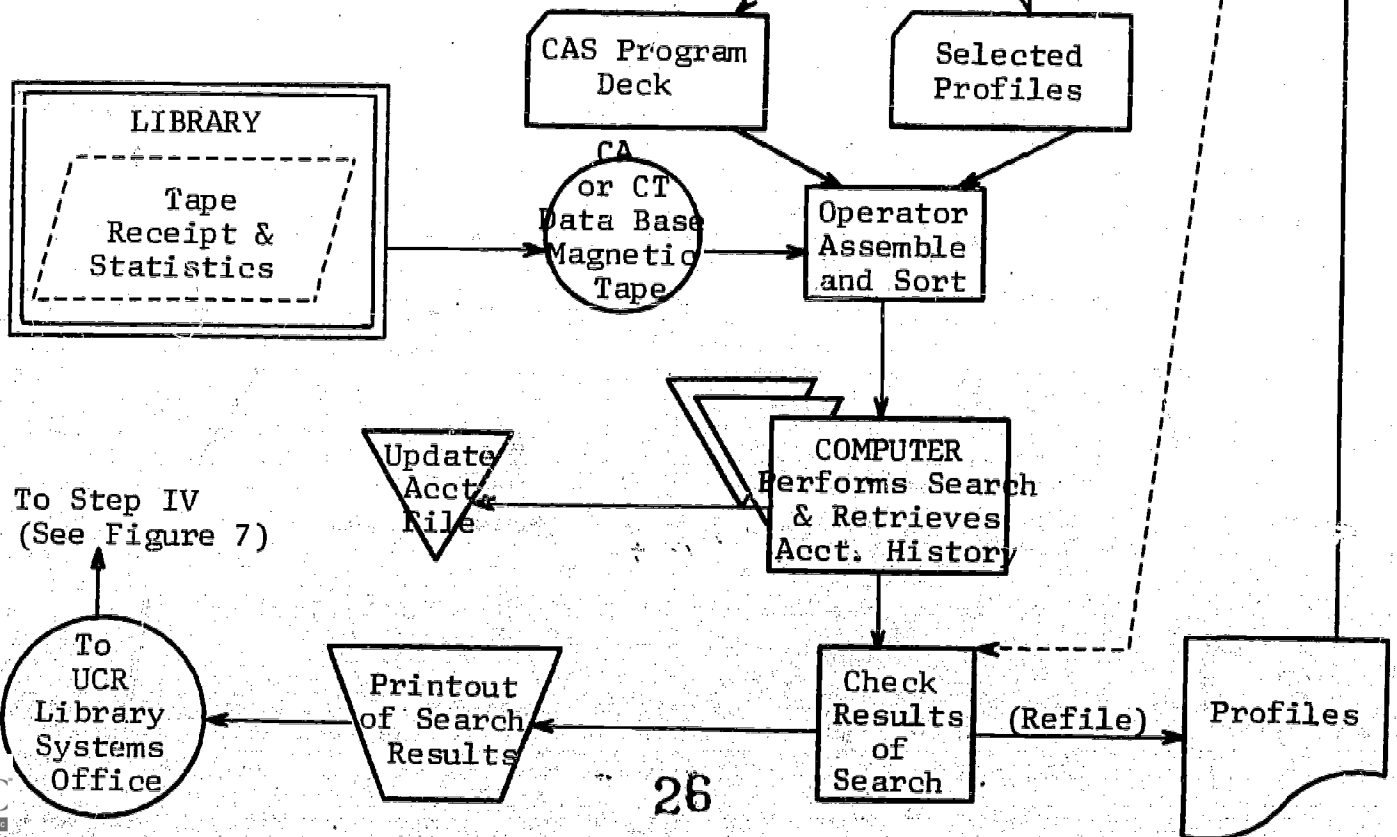 CAS Program
Deck
Selected
Profiles
LIBRARY
Tape
Receipt &
Statistics
CA
or CT
Data Base
Magnetic
Tape
Operator
Assemble
and Sort
COMPUTER
Performs Search
& Retrieves
Acct. History
Update
Acct.
File
To Step IV
(See Figure 7)
To
UCR
Library
Systems
Office
Printout
of Search
Results
Check
Results
of
Search
(Refile)
Profiles
26